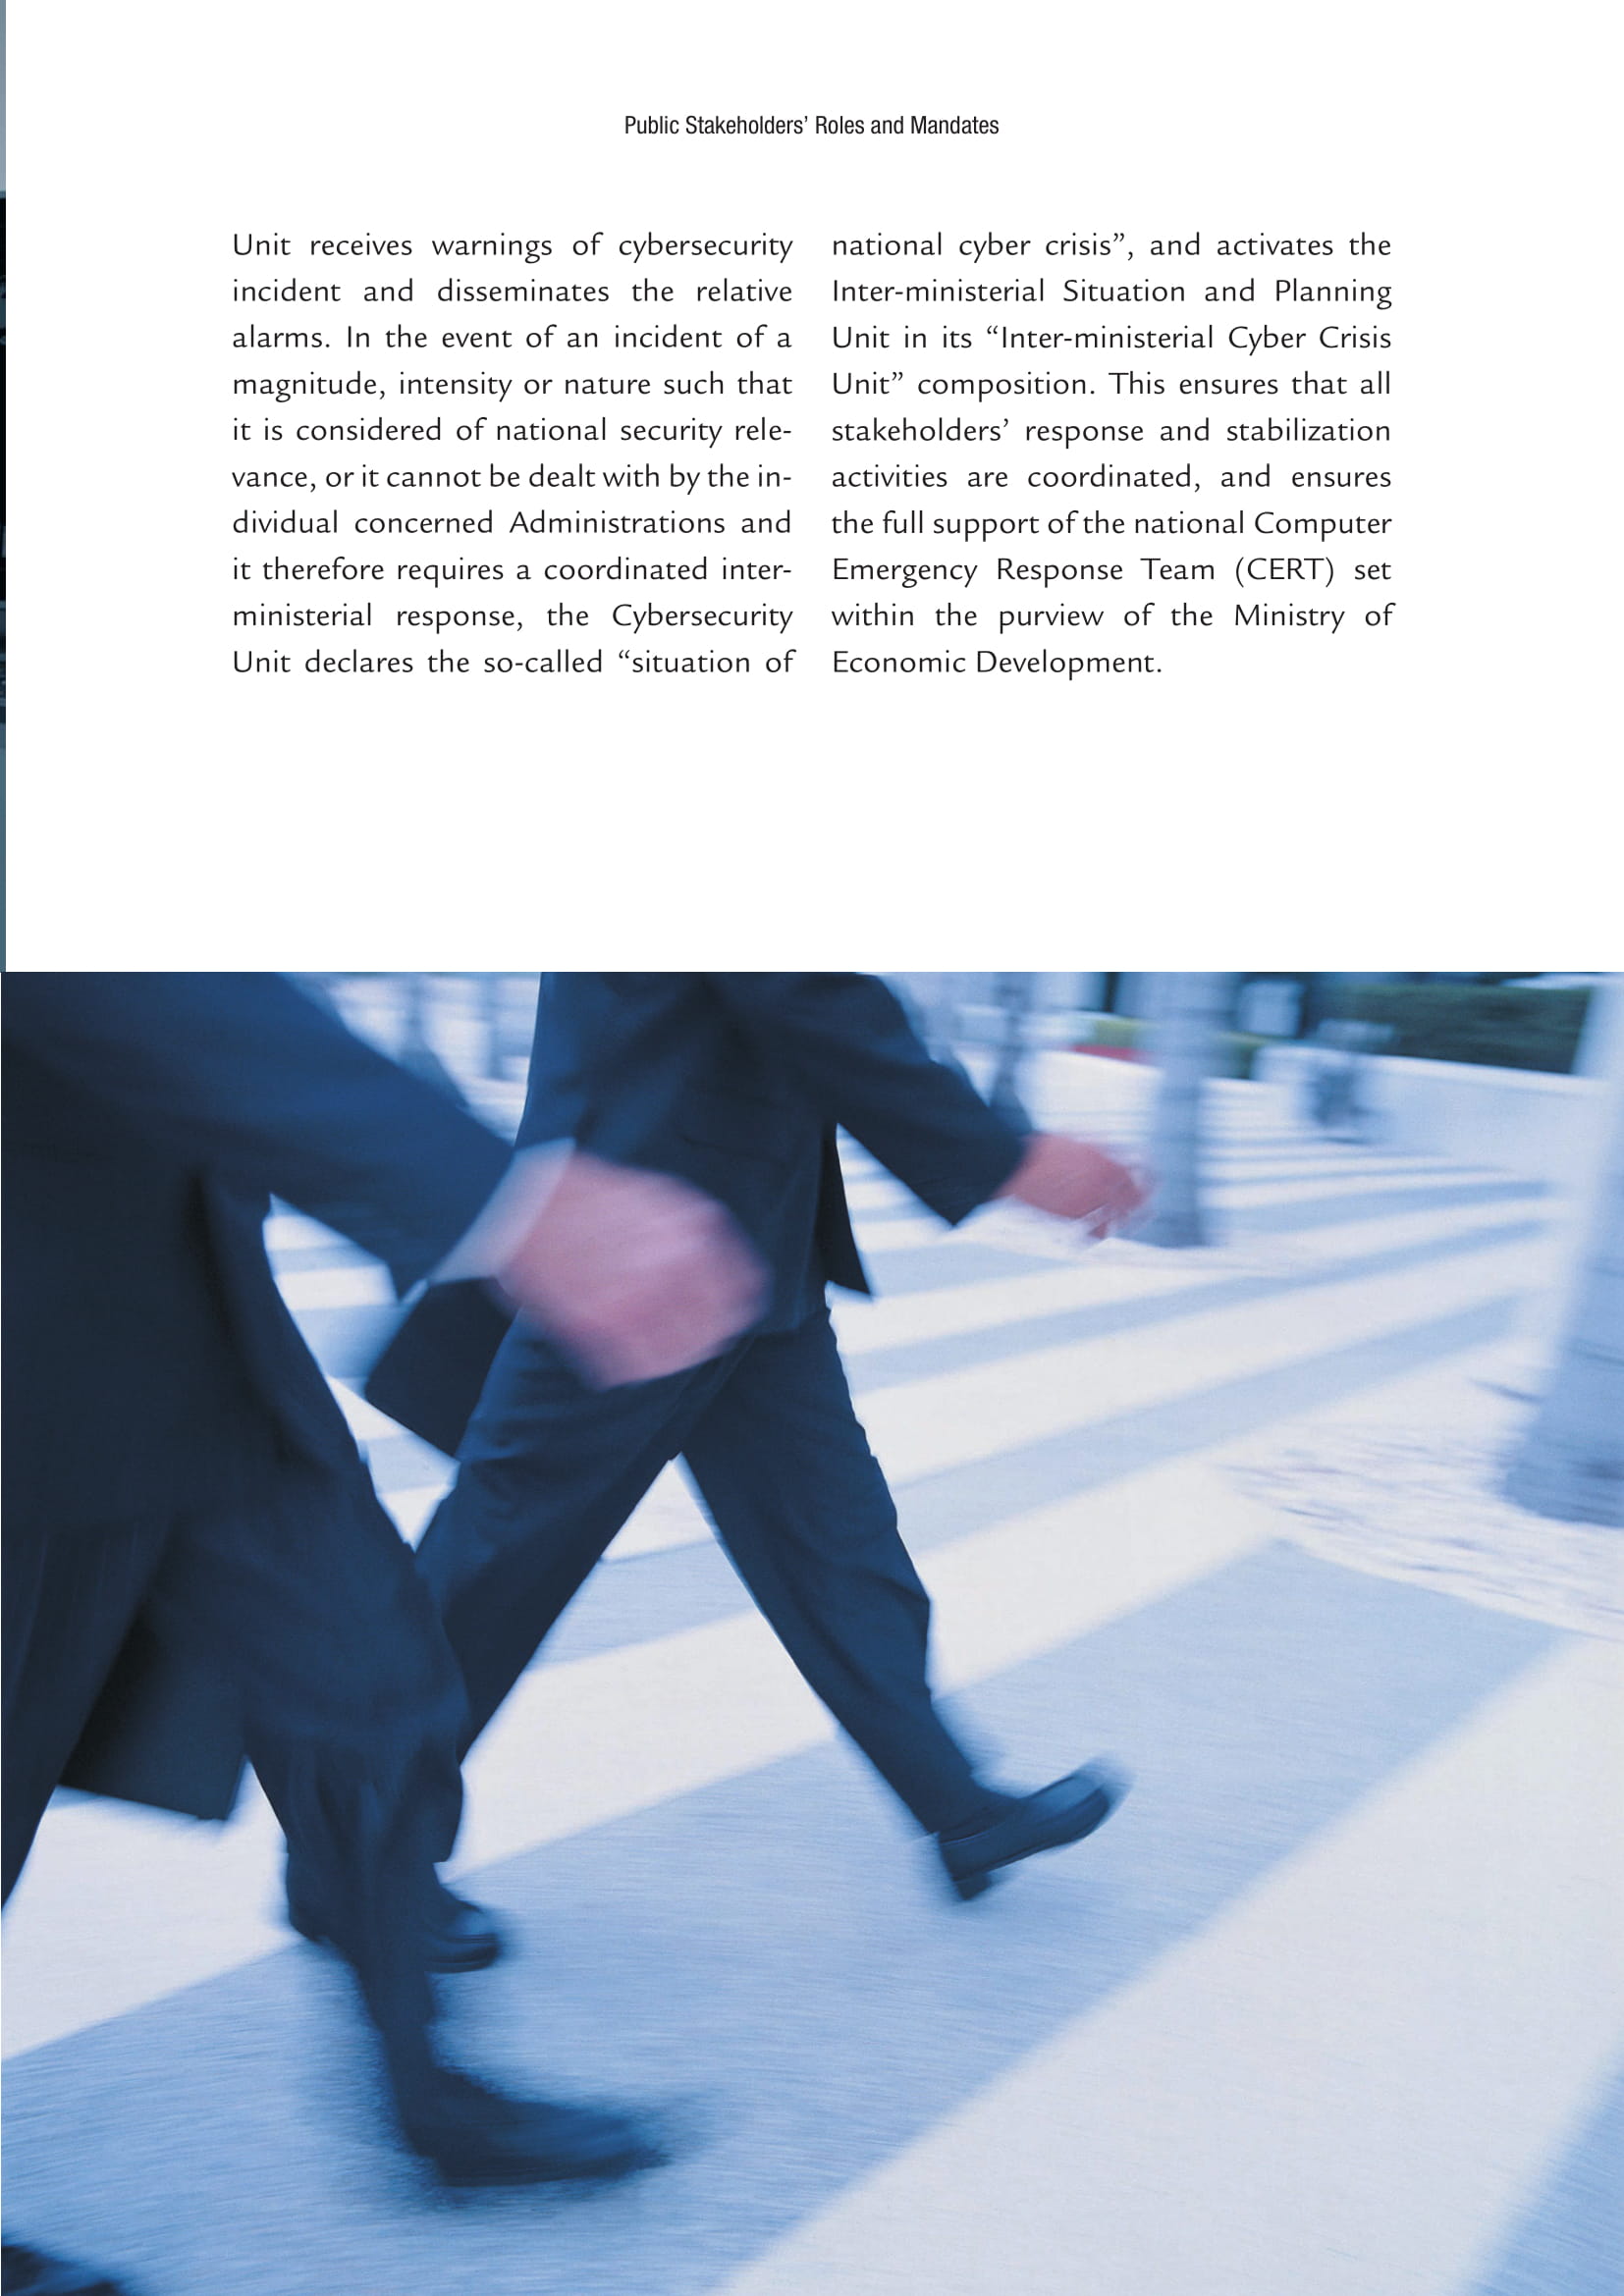 Public Stakeholders’ Roles and Mandates
Unit receives warnings of cybersecurity
incident and disseminates the relative
alarms. In the event of an incident of a
magnitude, intensity or nature such that
it is considered of national security rele-
vance, or it cannot be dealt with by the in-
dividual concerned Administrations and
it therefore requires a coordinated inter-
ministerial response, the Cybersecurity
Unit declares the so-called “situation of
national cyber crisis”, and activates the
Inter-ministerial Situation and Planning
Unit in its “Inter-ministerial Cyber Crisis
Unit” composition. This ensures that all
stakeholders’ response and stabilization
activities are coordinated, and ensures
the full support of the national Computer
Emergency Response Team (CERT) set
within the purview of the Ministry of
Economic Development.